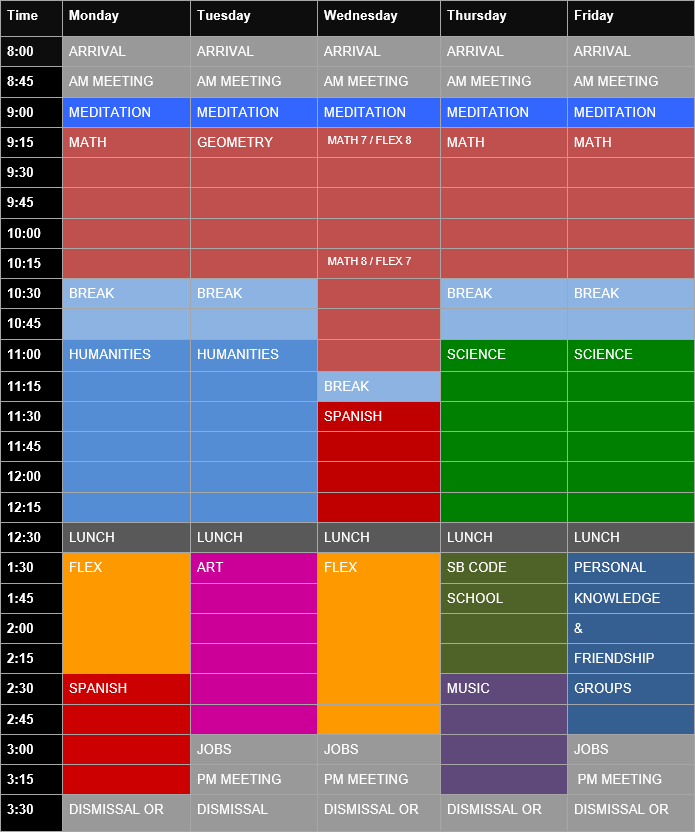 Time Monday Tuesday Wednesday Thursday Friday
8:00 ARRIVAL ARRIVAL ARRIVAL ARRIVAL ARRIVAL
8:45 AM MEETING AM MEETING AM MEETING AM MEETING AM MEETING
9:00 MEDITATION MEDITATION MEDITATION MEDITATION MEDITATION
9:15 MATH GEOMETRY MATH 7 / FLEX 8 MATH MATH
9:30
9:45
10:00
10:15 MATH 8 / FLEX 7
10:30 BREAK BREAK BREAK BREAK
10:45
11:00 HUMANITIES HUMANITIES SCIENCE SCIENCE
11:15 BREAK
11:30 SPANISH
11:45
12:00
12:15
12:30 LUNCH LUNCH LUNCH LUNCH LUNCH
1:30 FLEX ART FLEX SB CODE PERSONAL
1:45 SCHOOL KNOWLEDGE
2:00 &
2:15 FRIENDSHIP
2:30 SPANISH MUSIC GROUPS
2:45
3:00 JOBS JOBS JOBS
3:15 PM MEETING PM MEETING PM MEETING
3:30 DISMISSAL OR DISMISSAL DISMISSAL OR DISMISSAL OR DISMISSAL OR